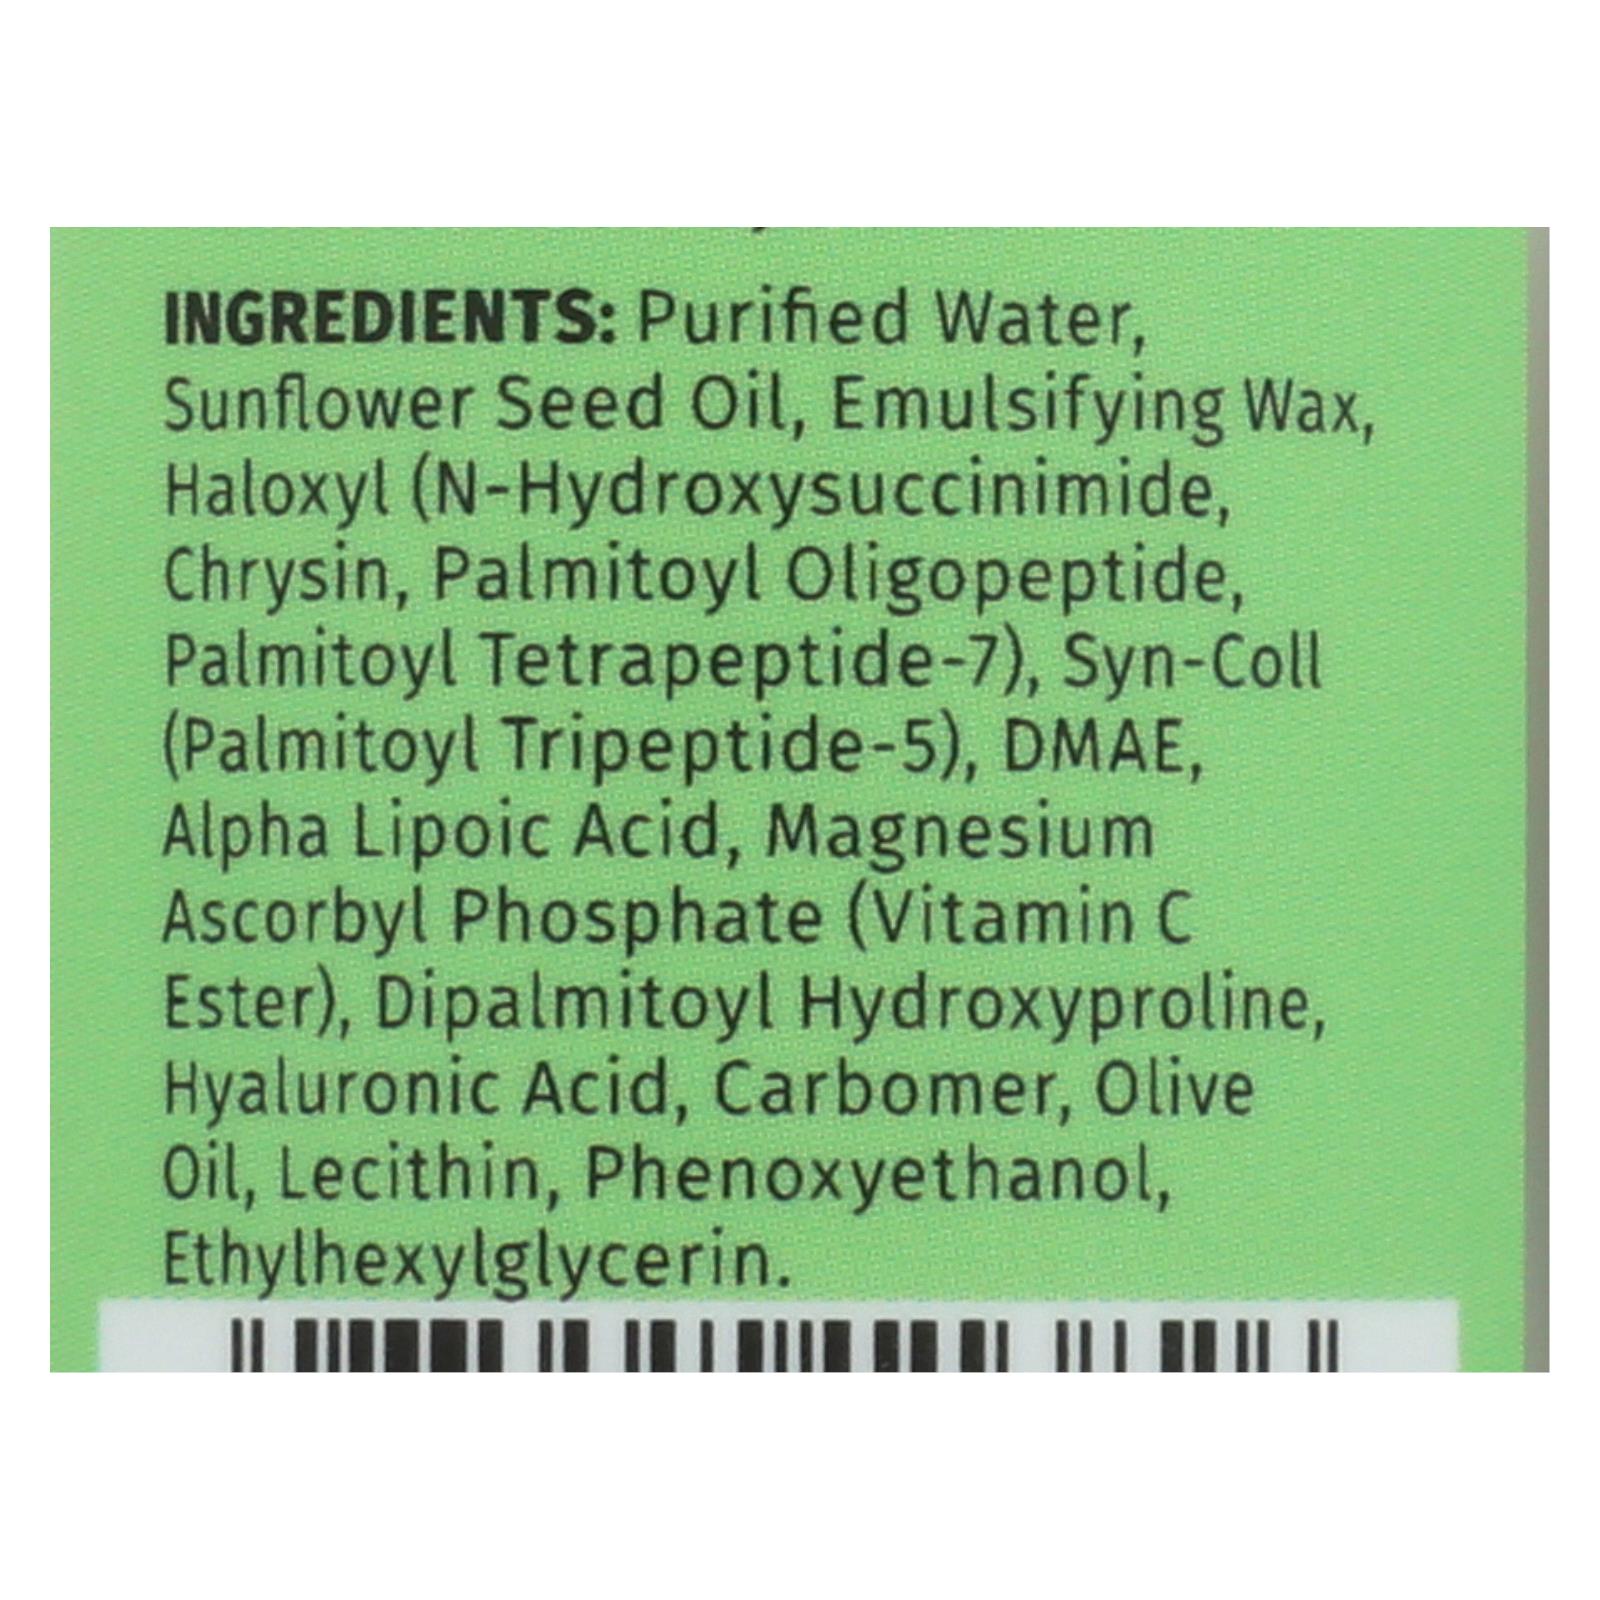 INGREDIENTS: Purified Water,
Sunflower Seed Oil, Emulsifying Wax,
Haloxyl (N-Hydroxysuccinimide,
Chrysin, Palmitoyl Oligopeptide,
Palmitoyl Tetrapeptide-7), Syn-Coll
(Palmitoyl Tripeptide-5), DMAE,
Alpha Lipoic Acid, Magnesium
Ascorbyl Phosphate (Vitamin C
Ester), Dipalmitoyl Hydroxyproline,
Hyaluronic Acid, Carbomer, Olive
Oil, Lecithin, Phenoxyethanol,
Ethylhexylglycerin.